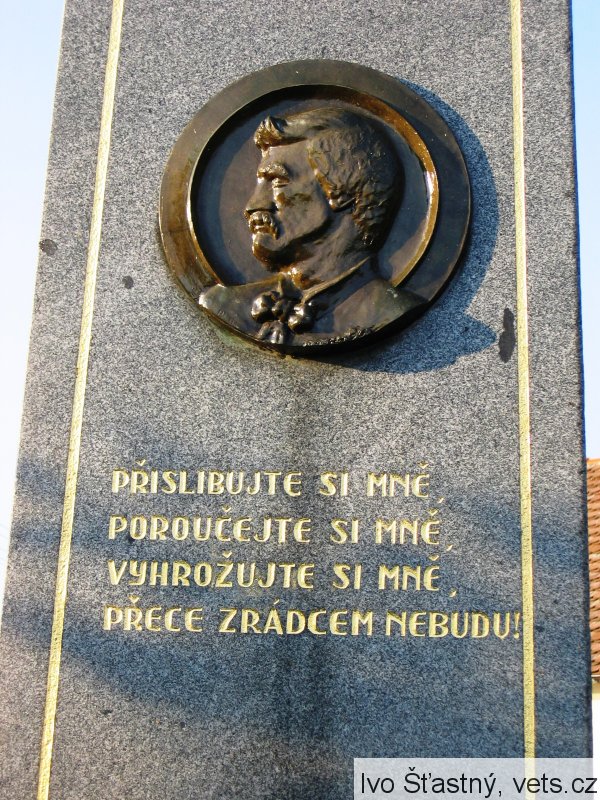 PŘISLIBUJTE SI MNĚ,
POROUČEJTE SI MNĚ,
VYHROŽUJTE SI MNĚ,
PŘECE ZRÁDCEM NEBUDU!
Ivo Šťastný, vets.cz